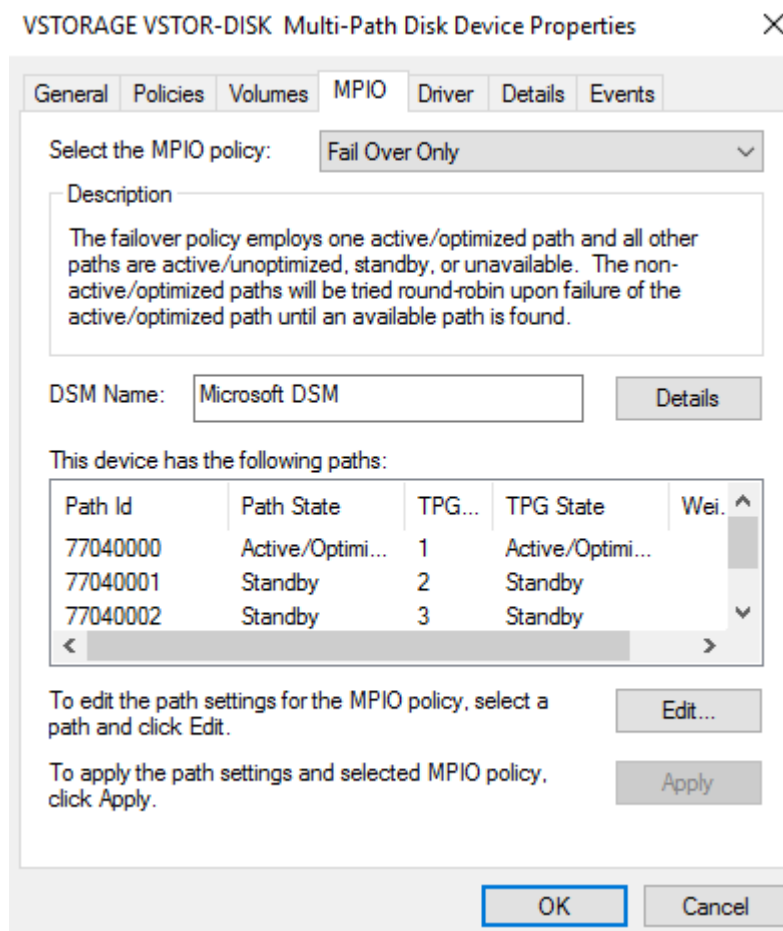 VSTORAGE VSTOR-DISK Multi-Path Disk Device Properties
General Policies Volumes MPIO Driver Details Events
Select the MPIO policy: Fail Over Only
Description
The failover policy employs one active/optimized path and all other
paths are active/unoptimized, standby, or unavailable. The non-
active/optimized paths will be tried round-robin upon failure of the
active/optimized path until an available path is found.
DSM Name: Microsoft DSM Details
This device has the following paths:
Path Id Path State TPG... TPG State Wei.
77040000 Active/Optimi... 1 Active/Optimi...
77040001 Standby 2 Standby
77040002 Standby 3 Standby
To edit the path settings for the MPIO policy, select a
path and click Edit.
Edit...
To apply the path settings and selected MPIO policy,
click Apply.
Apply
OK Cancel